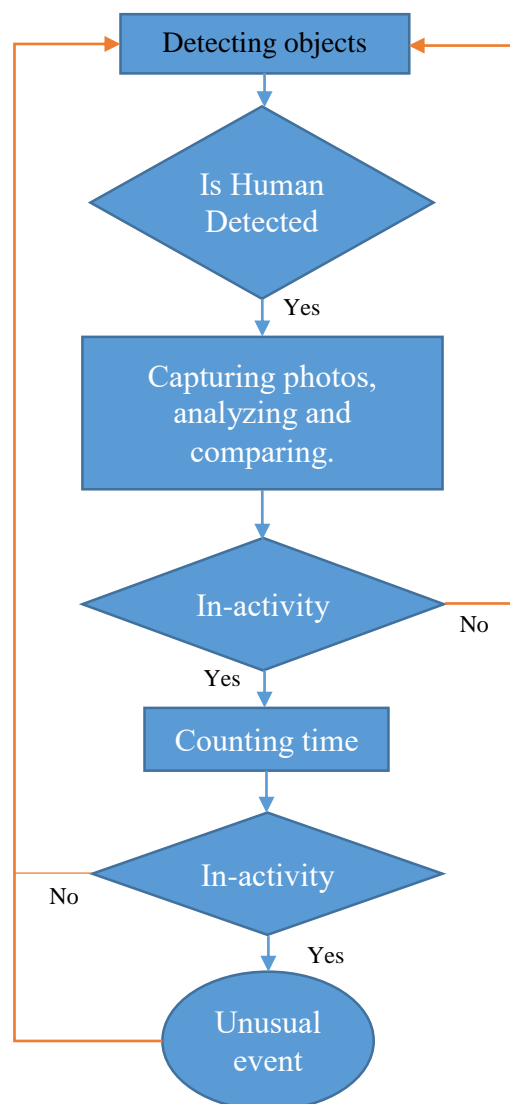 Detecting objects
Is Human
Detected
Yes
Capturing photos,
analyzing and
comparing.
In-activity
No
Yes
Counting time
In-activity
No
Yes
Unusual
event